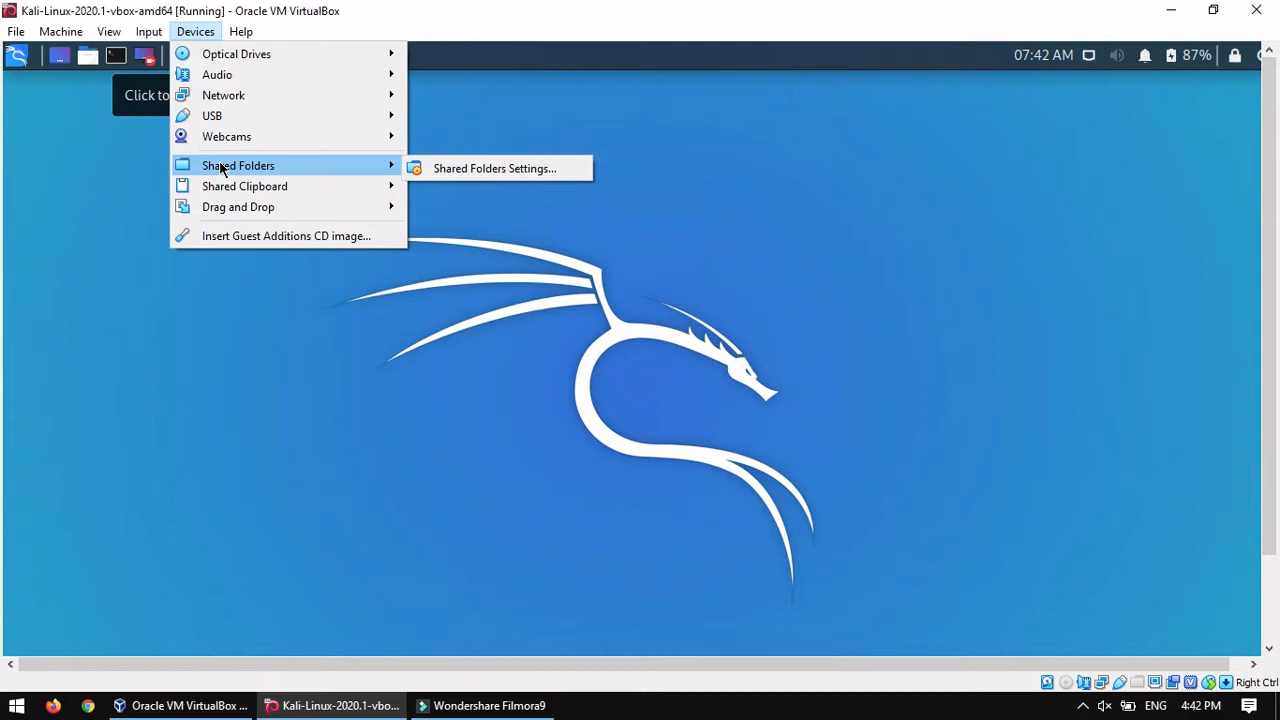 Kali-Linux-2020.1-vbox-amd64 [Running] - Oracle VM VirtualBox
File Machine View Input Devices Help
07:42 AM 87%
Click to
Optical Drives
Audio
Network
USB
Webcams
Shared Folders
Shared Folders Settings...
Shared Clipboard
Drag and Drop
Insert Guest Additions CD image...
Right Ctrl
Oracle VM VirtualBox ... Kali-Linux-2020.1-vbo... Wondershare Filmora9 ENG 4:42 PM